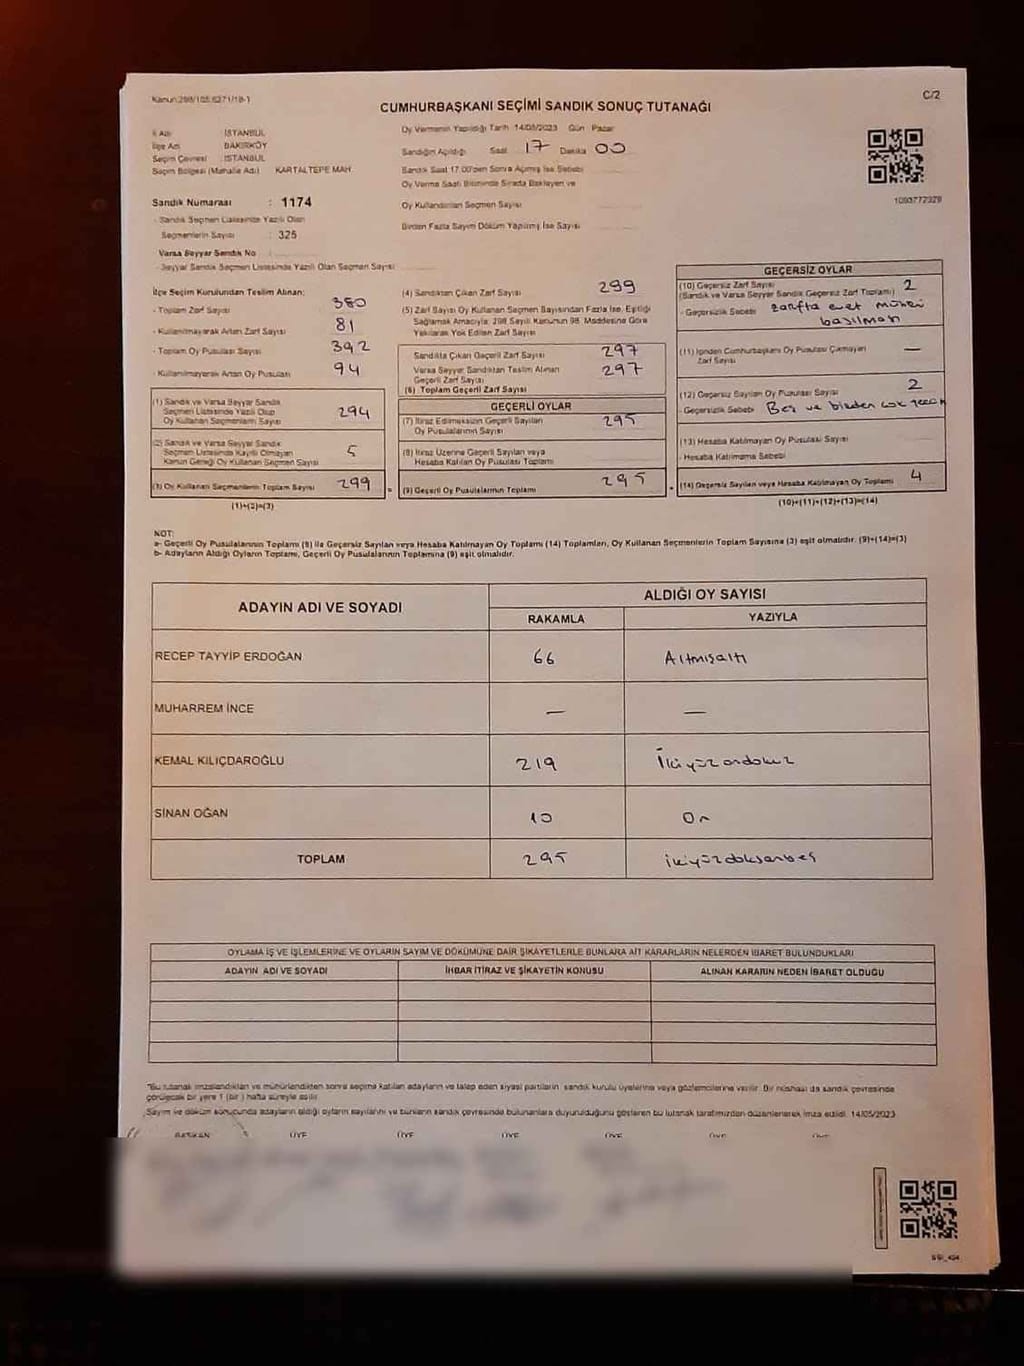 Kanun:298/105;6271/18-1
C/2
CUMHURBAŞKANI SEÇİMİ SANDIK SONUÇ TUTANAĞI
İl Adı : İSTANBUL
İlçe Adı BAKIRKÖY
Seçim Çevresi : İSTANBUL
Seçim Bölgesi (Mahalle Adı) KARTALTEPE MAH.
Oy Vermenin Yapıldığı Tarih 14/05/2023 Gün Pazar
Sandığın Açıldığı Saat 17 Dakika 00
Sandık Saat 17.00'den Sonra Açılmış İse Sebebi
Oy Verme Saati Bitiminde Sırada Bekleyen ve
Oy Kullandırılan Seçmen Sayısı
Birden Fazla Sayım Döküm Yapılmış İse Sayısı
1093772929
Sandık Numarası : 1174
- Sandık Seçmen Listesinde Yazılı Olan
Seçmenlerin Sayısı : 325
Varsa Seyyar Sandık No :
- Seyyar Sandık Seçmen Listesinde Yazılı Olan Seçmen Sayısı
İlçe Seçim Kurulundan Teslim Alınan:
- Toplam Zarf Sayısı 380
- Kullanılmayarak Artan Zarf Sayısı 81
- Toplam Oy Pusulası Sayısı 392
- Kullanılmayarak Artan Oy Pusulası 94
(1) Sandık ve Varsa Seyyar Sandık
Seçmen Listesinde Yazılı Olup
Oy Kullanan Seçmenlerin Sayısı 294
(2) Sandık ve Varsa Seyyar Sandık
Seçmen Listesinde Kayıtlı Olmayan
Kanun Gereği Oy Kullanan Seçmen Sayısı 5
(3) Oy Kullanan Seçmenlerin Toplam Sayısı 299
(1)+(2)=(3)
(4) Sandıktan Çıkan Zarf Sayısı 299
(5) Zarf Sayısı Oy Kullanan Seçmen Sayısından Fazla İse, Eşitliği
Sağlamak Amacıyla; 298 Sayılı Kanunun 98. Maddesine Göre
Yakılarak Yok Edilen Zarf Sayısı
Sandıkta Çıkan Geçerli Zarf Sayısı 297
Varsa Seyyar Sandıktan Teslim Alınan 297
Geçerli Zarf Sayısı
(6) Toplam Geçerli Zarf Sayısı
GEÇERLİ OYLAR
(7) İtiraz Edilmeksizin Geçerli Sayılan 295
Oy Pusulalarının Sayısı
(8) İtiraz Üzerine Geçerli Sayılan veya
Hesaba Katılan Oy Pusulası Toplamı
(9) Geçerli Oy Pusulalarının Toplamı 295
GEÇERSİZ OYLAR
(10) Geçersiz Zarf Sayısı 2
(Sandık ve Varsa Seyyar Sandık Geçersiz Zarf Toplamı)
- Geçersizlik Sebebi zarfta evet mührü
basılması
(11) İçinden Cumhurbaşkanı Oy Pusulası Çıkmayan —
Zarf Sayısı
(12) Geçersiz Sayılan Oy Pusulası Sayısı 2
- Geçersizlik Sebebi Boş ve birden çok
(13) Hesaba Katılmayan Oy Pusulası Sayısı
- Hesaba Katılmama Sebebi
(14) Geçersiz Sayılan veya Hesaba Katılmayan Oy Toplamı 4
(10)+(11)+(12)+(13)=(14)
NOT:
a- Geçerli Oy Pusulalarının Toplamı (9) ile Geçersiz Sayılan veya Hesaba Katılmayan Oy Toplamı (14) Toplamları, Oy Kullanan Seçmenlerin Toplam Sayısına (3) eşit olmalıdır. (9)+(14)=(3)
b- Adayların Aldığı Oyların Toplamı, Geçerli Oy Pusulalarının Toplamına (9) eşit olmalıdır.
ADAYIN ADI VE SOYADI
ALDIĞI OY SAYISI
RAKAMLA YAZIYLA
RECEP TAYYİP ERDOĞAN 66 Altmışaltı
MUHARREM İNCE — —
KEMAL KILIÇDAROĞLU 219 İkiyüzondokuz
SİNAN OĞAN 10 On
TOPLAM 295 ikiyüzdoksanbeş
OYLAMA İŞ VE İŞLEMLERİNE VE OYLARIN SAYIM VE DÖKÜMÜNE DAİR ŞİKAYETLERLE BUNLARA AİT KARARLARIN NELERDEN İBARET BULUNDUKLARI
ADAYIN ADI VE SOYADI İHBAR İTİRAZ VE ŞİKAYETİN KONUSU ALINAN KARARIN NEDEN İBARET OLDUĞU
"Bu tutanak imzalandıktan ve mühürlendikten sonra seçime katılan adayların ve talep eden siyasi partilerin sandık kurulu üyelerine veya gözlemcilerine verilir. Bir nüshası da sandık çevresinde
görülecek bir yere 1 (bir) hafta süreyle asılır.
Sayım ve döküm sonucunda adayların aldığı oyların sayılarını ve bunların sandık çevresinde bulunanlara duyurulduğunu gösteren bu tutanak tarafımızdan düzenlenerek imza edildi. 14/05/2023
BAŞKAN ÜYE ÜYE ÜYE ÜYE ÜYE ÜYE